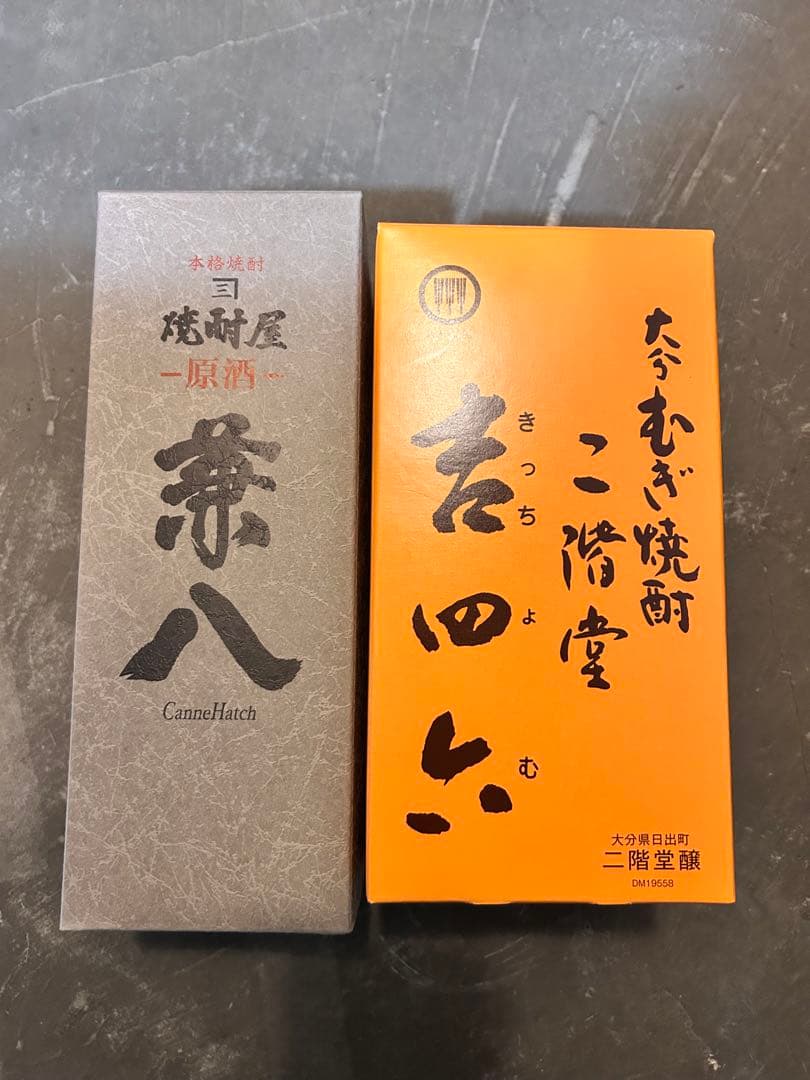 本格焼酎
三
焼酎屋
原酒
兼八
CanneHatch
大分むぎ焼酎
二階堂
吉四六
きっちょむ
大分県日出町
二階堂醸
DM19558